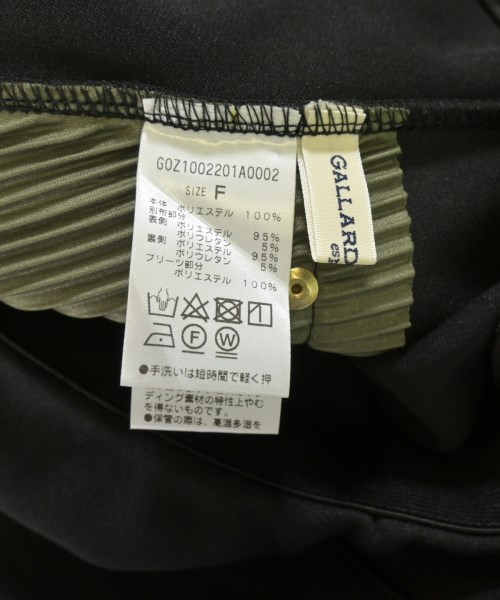 G0Z1002201A0002
SIZE F
本体 ポリエステル 100%
別布部分
表側 ポリエステル 95%
ポリウレタン 5%
裏側 ポリエステル 95%
ポリウレタン 5%
プリーツ部分
ポリエステル 100%
F W
●手洗いは短時間で軽く押
ディング素材の特性上やむ
を得ないものです。
●保管の際は、高温多湿を
GALLARD